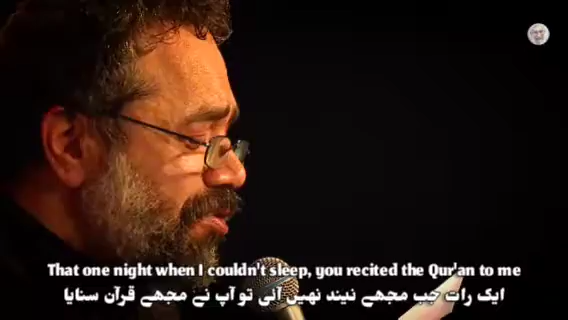 That one night when I couldn't sleep, you recited the Qur'an to me
ایک رات جب مجھے نیند نھیں آئی تو آپ نے مجھے قرآن سنایا